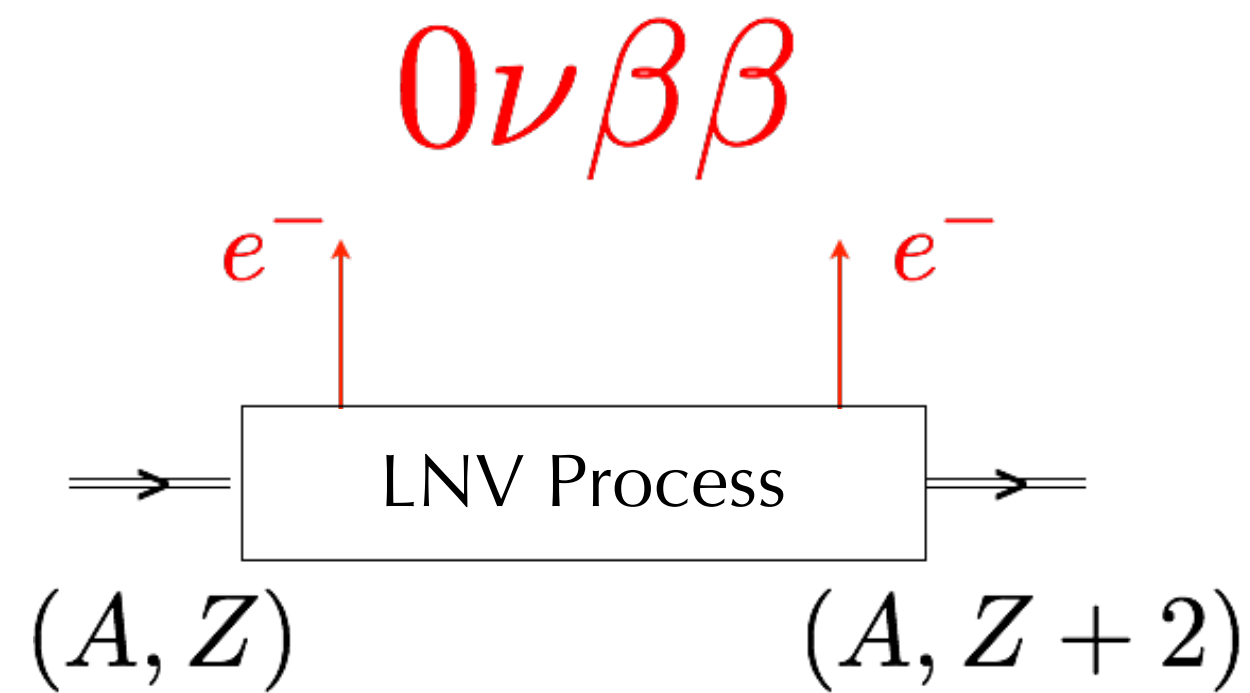 0νββ
e⁻ e⁻
LNV Process
(A, Z) (A, Z + 2)